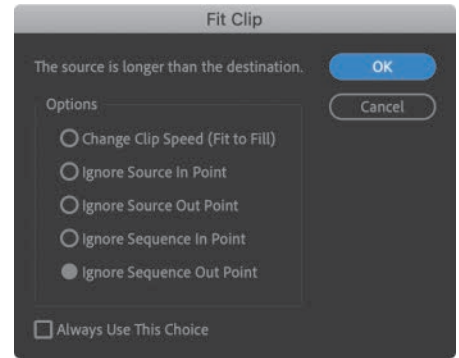 Fit Clip
The source is longer than the destination.
OK
Cancel
Options
Change Clip Speed (Fit to Fill)
Ignore Source In Point
Ignore Source Out Point
Ignore Sequence In Point
Ignore Sequence Out Point
Always Use This Choice